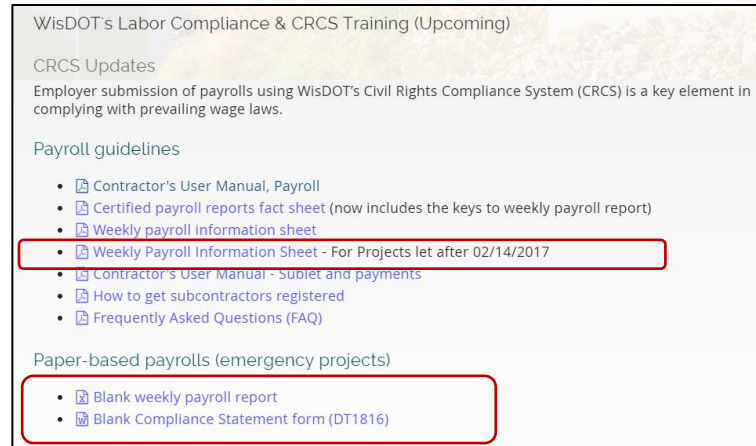 WisDOT's Labor Compliance & CRCS Training (Upcoming)
CRCS Updates
Employer submission of payrolls using WisDOT's Civil Rights Compliance System (CRCS) is a key element in
complying with prevailing wage laws.
Payroll guidelines
• Contractor's User Manual, Payroll
• Certified payroll reports fact sheet (now includes the keys to weekly payroll report)
• Weekly payroll information sheet
• Weekly Payroll Information Sheet - For Projects let after 02/14/2017
• Contractor's User Manual - Sublet and payments
• How to get subcontractors registered
• Frequently Asked Questions (FAQ)
Paper-based payrolls (emergency projects)
• Blank weekly payroll report
• Blank Compliance Statement form (DT1816)